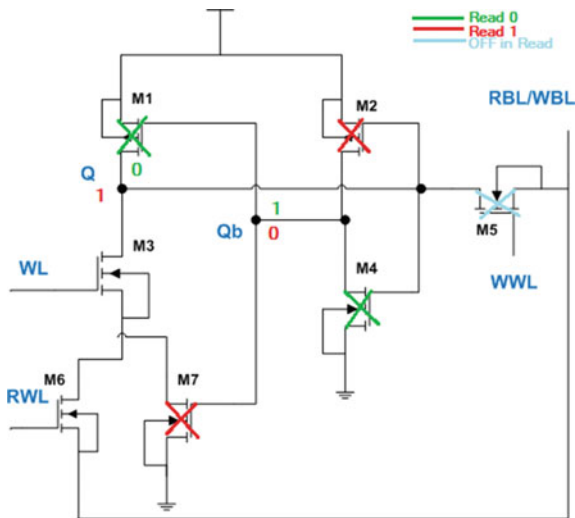 Read 0
Read 1
OFF in Read
RBL/WBL
M1
M2
0
Q
1
1
Qb
0
M5
WWL
M3
WL
M4
M6
M7
RWL